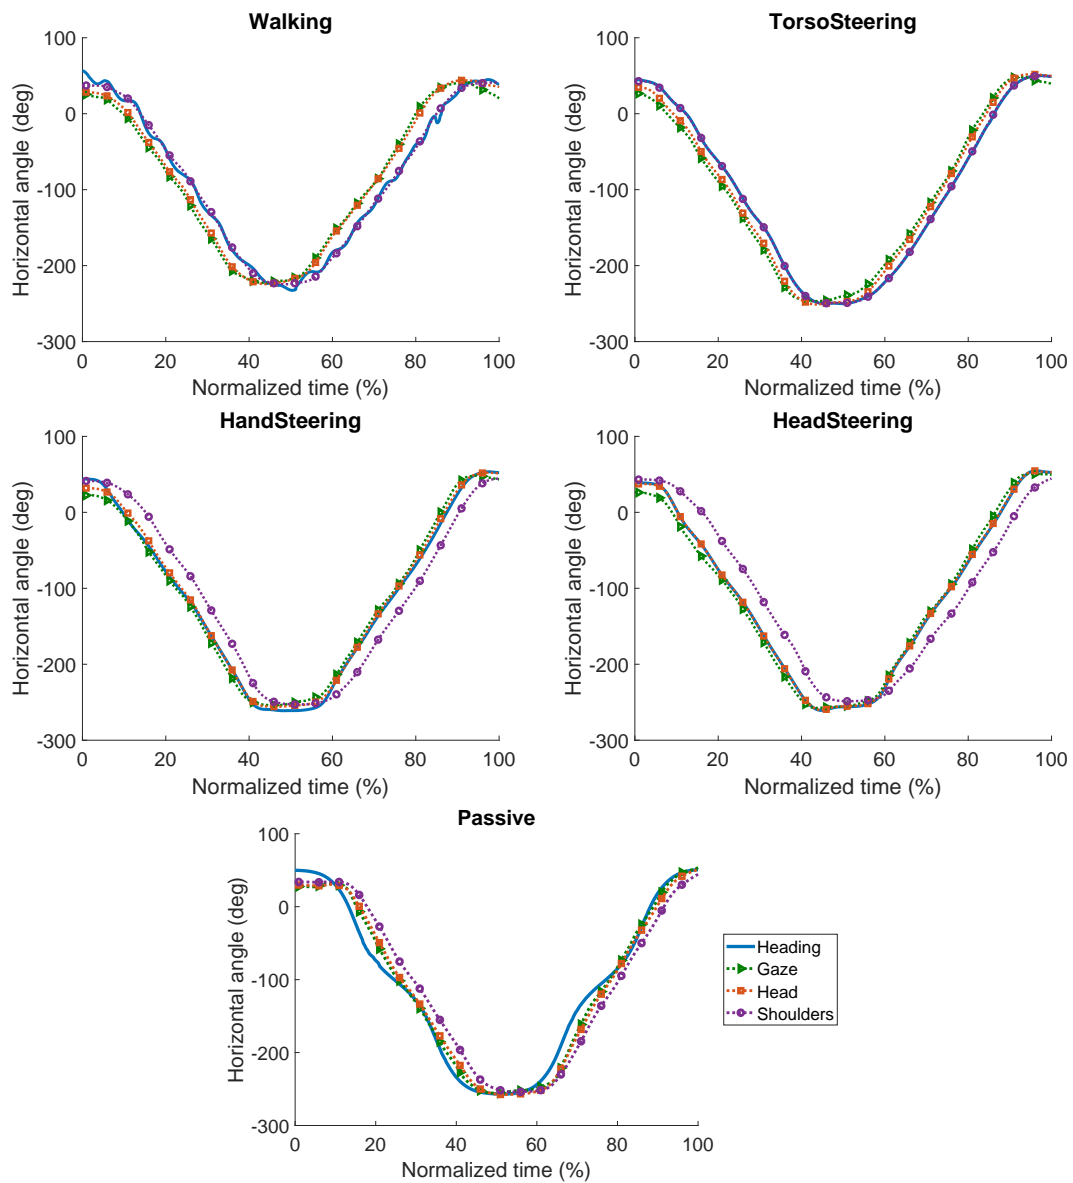 Walking
100
0
-100
-200
-300
0 20 40 60 80 100
Horizontal angle (deg)
Normalized time (%)
TorsoSteering
100
0
-100
-200
-300
0 20 40 60 80 100
Horizontal angle (deg)
Normalized time (%)
HandSteering
100
0
-100
-200
-300
0 20 40 60 80 100
Horizontal angle (deg)
Normalized time (%)
HeadSteering
100
0
-100
-200
-300
0 20 40 60 80 100
Horizontal angle (deg)
Normalized time (%)
Passive
100
0
-100
-200
-300
0 20 40 60 80 100
Horizontal angle (deg)
Normalized time (%)
Heading
Gaze
Head
Shoulders